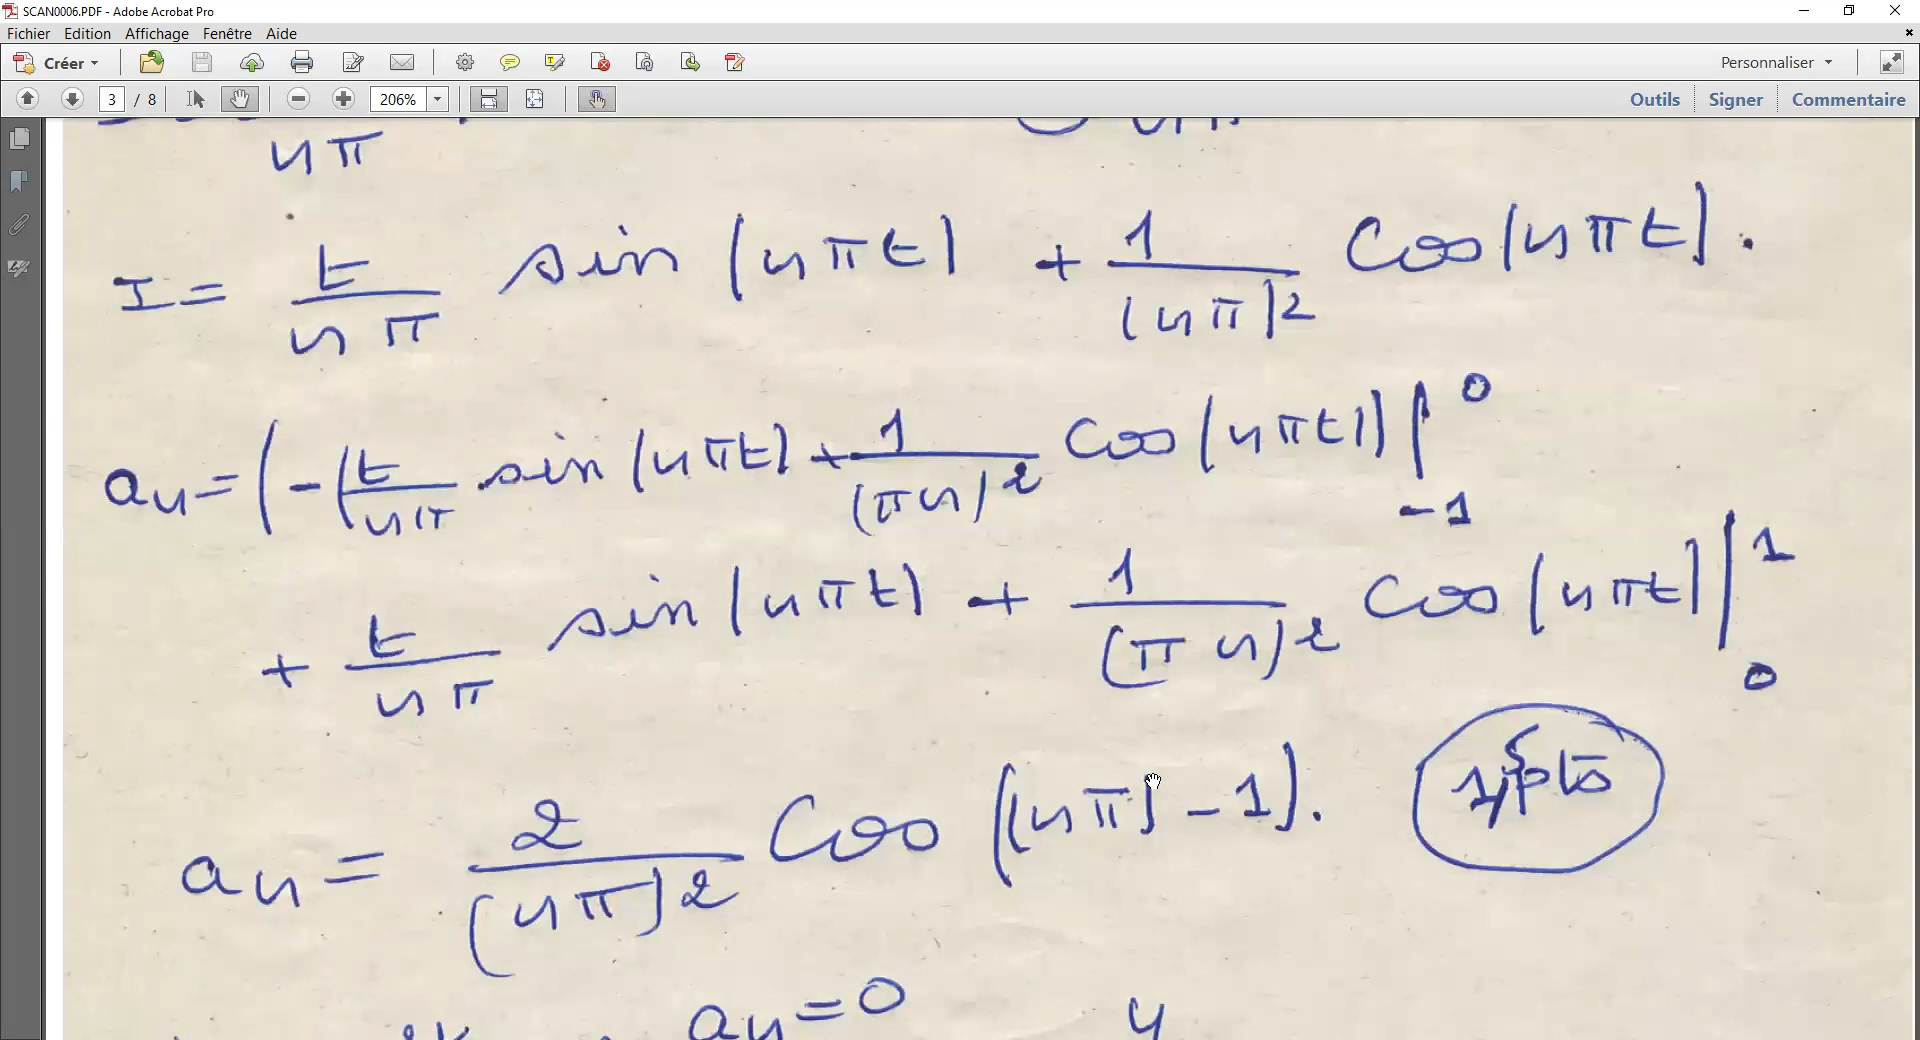 SCAN0006.PDF - Adobe Acrobat Pro
Fichier Edition Affichage Fenêtre Aide
Créer
Personnaliser
3 / 8
206%
Outils Signer Commentaire
nπ
I = t/(nπ) sin(nπt) + 1/(nπ)² cos(nπt).
an = (-(t/(nπ) sin(nπt) + 1/(πn)² cos(nπt)) |⁰₋₁
+ t/(nπ) sin(nπt) + 1/(πn)² cos(nπt) |¹₀
an = 2/(nπ)² cos((nπ) - 1).
an = 0